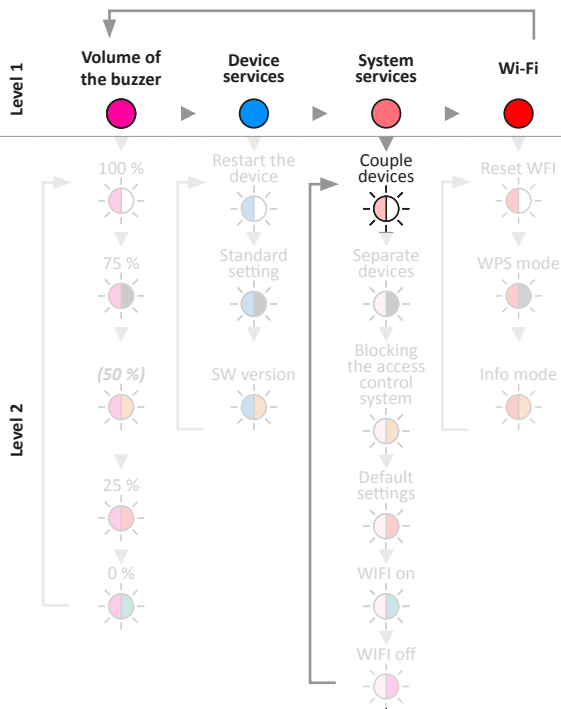 Level 1
Volume of
the buzzer
Device
services
System
services
Wi-Fi
Level 2
100 %
75 %
(50 %)
25 %
0 %
Restart the
device
Standard
setting
SW version
Couple
devices
Separate
devices
Blocking
the access
control
system
Default
settings
WIFI on
WIFI off
Reset WFI
WPS mode
Info mode